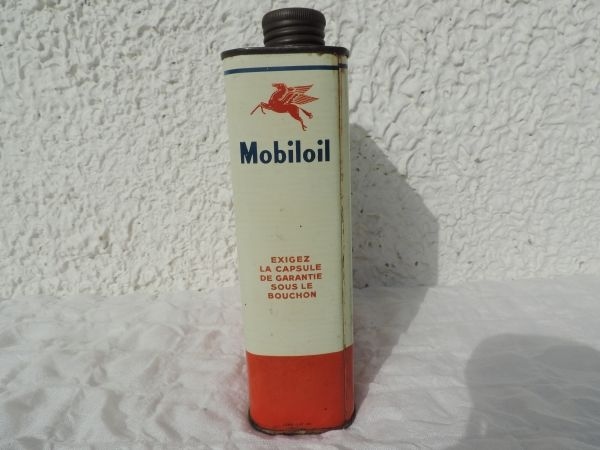 Mobiloil
EXIGEZ
LA CAPSULE
DE GARANTIE
SOUS LE
BOUCHON